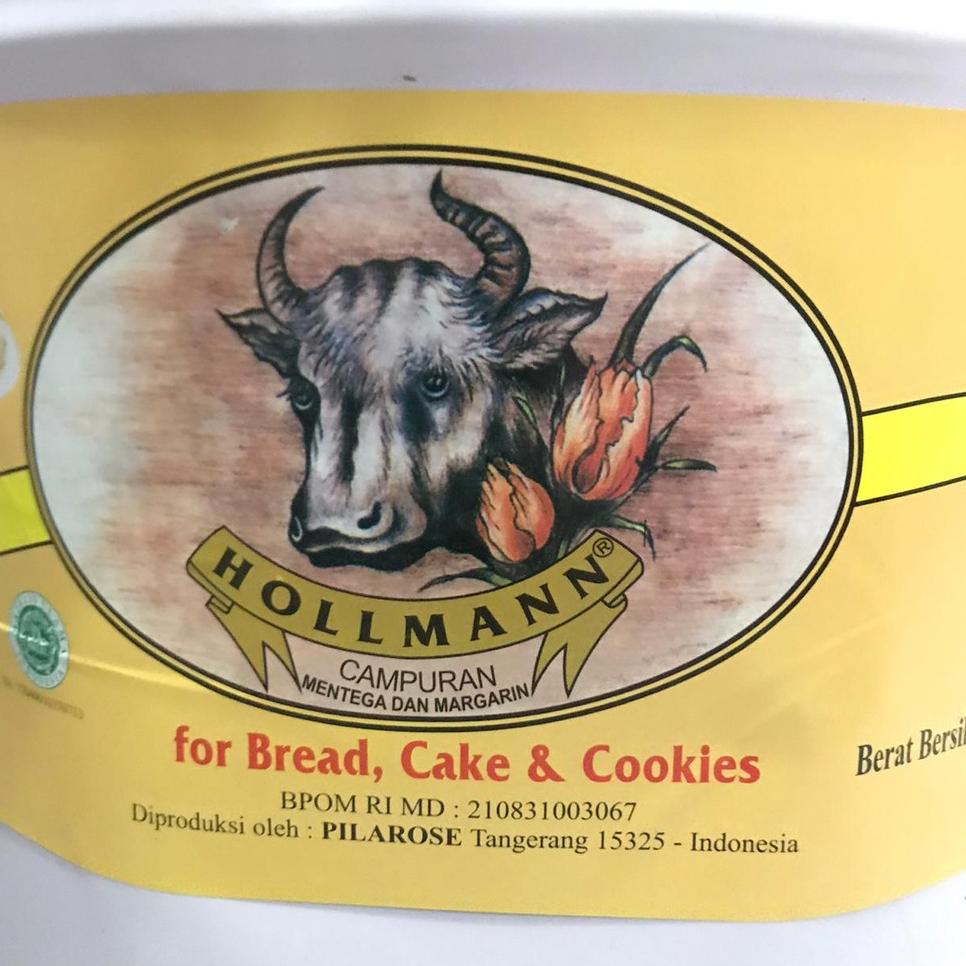 HOLLMANN®
CAMPURAN
MENTEGA DAN MARGARIN
for Bread, Cake & Cookies
BPOM RI MD : 210831003067
Diproduksi oleh : PILAROSE Tangerang 15325 - Indonesia
Berat